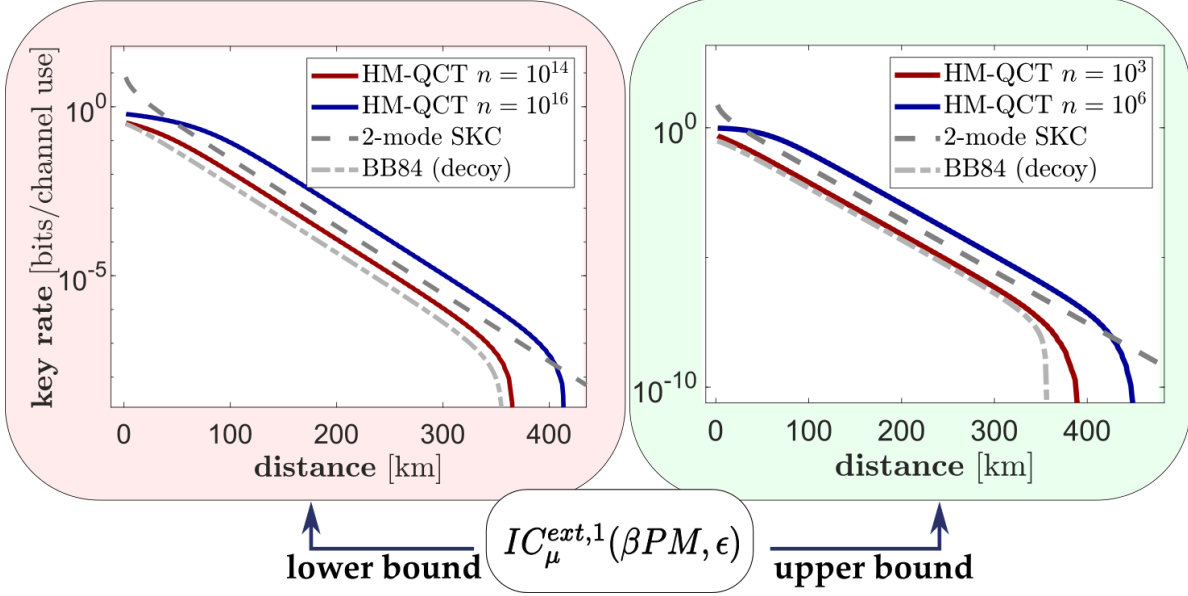 key rate [bits/channel use]
10^0
10^{-5}
HM-QCT n = 10^{14}
HM-QCT n = 10^{16}
2-mode SKC
BB84 (decoy)
0 100 200 300 400
distance [km]
10^0
10^{-10}
HM-QCT n = 10^3
HM-QCT n = 10^6
2-mode SKC
BB84 (decoy)
0 100 200 300 400
distance [km]
IC_μ^{ext,1}(βPM, ϵ)
lower bound
upper bound